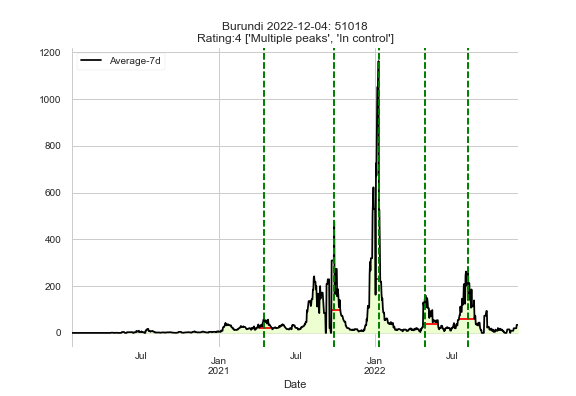 Burundi 2022-12-04: 51018
Rating:4 ['Multiple peaks', 'In control']
Average-7d
1200
1000
800
600
400
200
0
Jul
Jan
2021
Jul
Jan
2022
Jul
Date